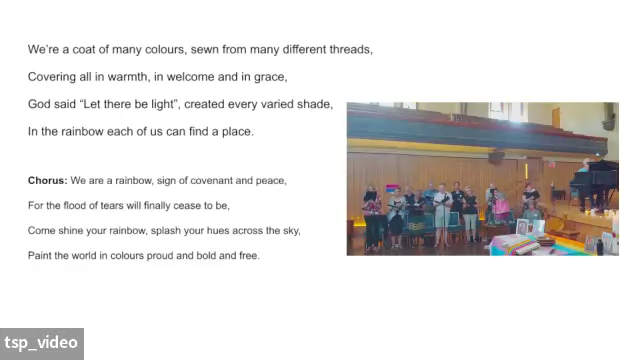 We're a coat of many colours, sewn from many different threads,
Covering all in warmth, in welcome and in grace,
God said “Let there be light”, created every varied shade,
In the rainbow each of us can find a place.
Chorus: We are a rainbow, sign of covenant and peace,
For the flood of tears will finally cease to be,
Come shine your rainbow, splash your hues across the sky,
Paint the world in colours proud and bold and free.
tsp_video